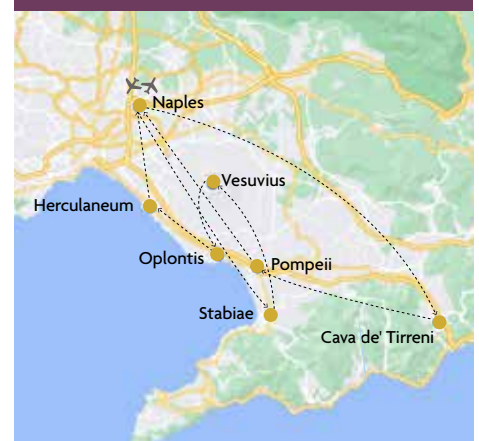 Naples
Vesuvius
Herculaneum
Oplontis
Pompeii
Stabiae
Cava de' Tirreni